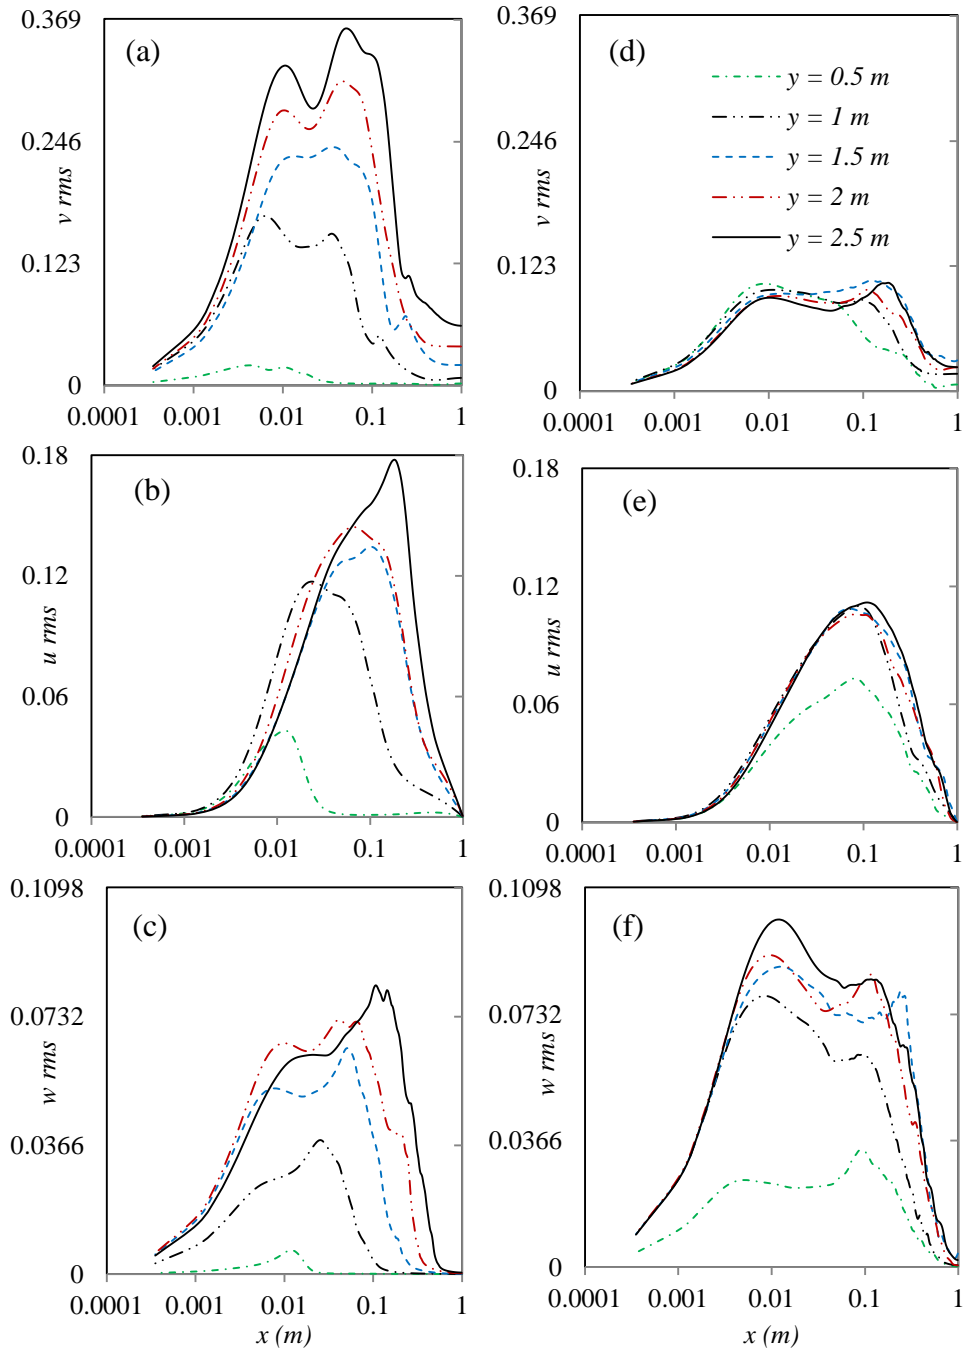 0.369
(a)
0.246
v rms
0.123
0
0.0001
0.001
0.01
0.1
1
0.369
(d)
y = 0.5 m
y = 1 m
y = 1.5 m
y = 2 m
y = 2.5 m
0.246
v rms
0.123
0
0.0001
0.001
0.01
0.1
1
0.18
(b)
0.12
u rms
0.06
0
0.0001
0.001
0.01
0.1
1
0.18
(e)
0.12
u rms
0.06
0
0.0001
0.001
0.01
0.1
1
0.1098
(c)
0.0732
w rms
0.0366
0
0.0001
0.001
0.01
0.1
1
x (m)
0.1098
(f)
0.0732
w rms
0.0366
0
0.0001
0.001
0.01
0.1
1
x (m)